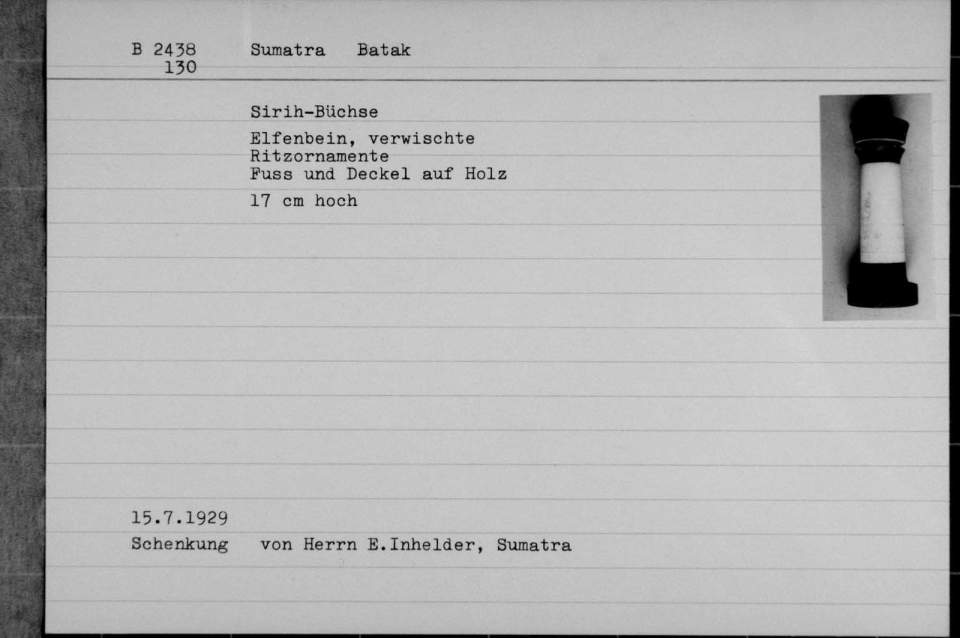 B 2438 Sumatra Batak
130
Sirih-Büchse
Elfenbein, verwischte
Ritzornamente
Fuss und Deckel auf Holz
17 cm hoch
15.7.1929
Schenkung von Herrn E.Inhelder, Sumatra